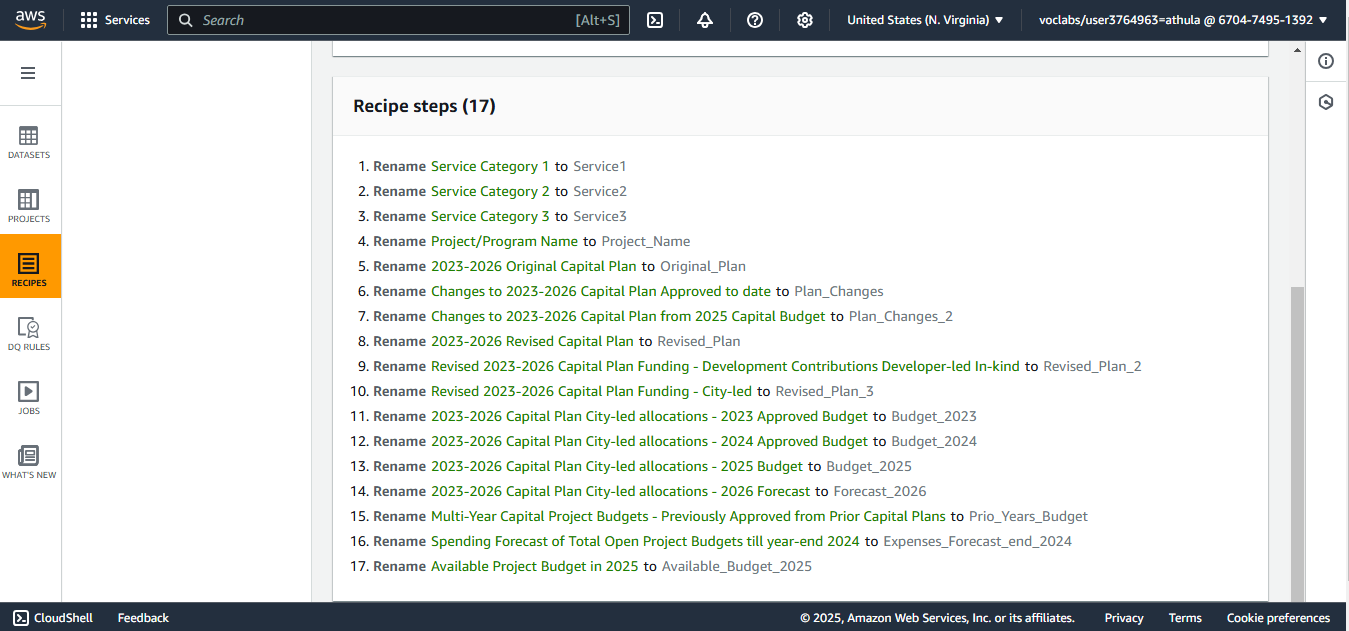 aws
Services
Search [Alt+S]
United States (N. Virginia)
voclabs/user3764963=athula @ 6704-7495-1392
DATASETS
PROJECTS
RECIPES
DQ RULES
JOBS
WHAT'S NEW
Recipe steps (17)
1. Rename Service Category 1 to Service1
2. Rename Service Category 2 to Service2
3. Rename Service Category 3 to Service3
4. Rename Project/Program Name to Project_Name
5. Rename 2023-2026 Original Capital Plan to Original_Plan
6. Rename Changes to 2023-2026 Capital Plan Approved to date to Plan_Changes
7. Rename Changes to 2023-2026 Capital Plan from 2025 Capital Budget to Plan_Changes_2
8. Rename 2023-2026 Revised Capital Plan to Revised_Plan
9. Rename Revised 2023-2026 Capital Plan Funding - Development Contributions Developer-led In-kind to Revised_Plan_2
10. Rename Revised 2023-2026 Capital Plan Funding - City-led to Revised_Plan_3
11. Rename 2023-2026 Capital Plan City-led allocations - 2023 Approved Budget to Budget_2023
12. Rename 2023-2026 Capital Plan City-led allocations - 2024 Approved Budget to Budget_2024
13. Rename 2023-2026 Capital Plan City-led allocations - 2025 Budget to Budget_2025
14. Rename 2023-2026 Capital Plan City-led allocations - 2026 Forecast to Forecast_2026
15. Rename Multi-Year Capital Project Budgets - Previously Approved from Prior Capital Plans to Prio_Years_Budget
16. Rename Spending Forecast of Total Open Project Budgets till year-end 2024 to Expenses_Forecast_end_2024
17. Rename Available Project Budget in 2025 to Available_Budget_2025
CloudShell Feedback
© 2025, Amazon Web Services, Inc. or its affiliates. Privacy Terms Cookie preferences